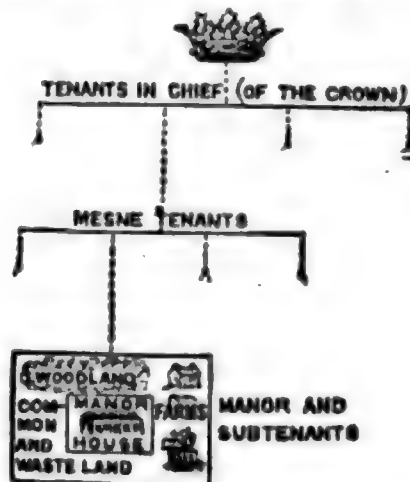 TENANTS IN CHIEF (OF THE CROWN)
MESNE TENANTS
WOODLAND
COM-
MON
AND
WASTE LAND
MANOR
HOUSE
FARMS
MANOR AND
SUBTENANTS